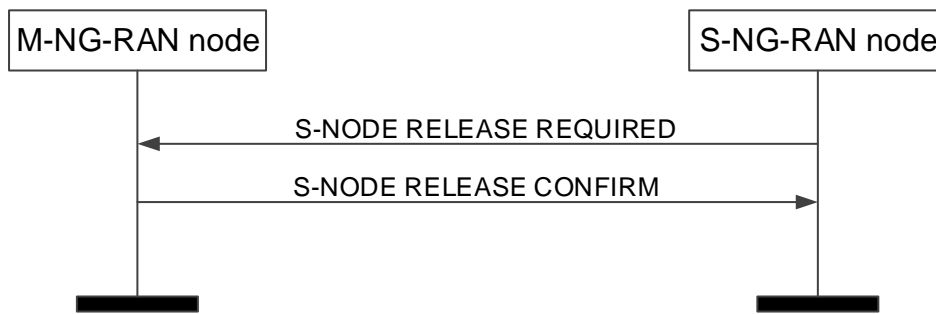 M-NG-RAN node
S-NG-RAN node
S-NODE RELEASE REQUIRED
S-NODE RELEASE CONFIRM